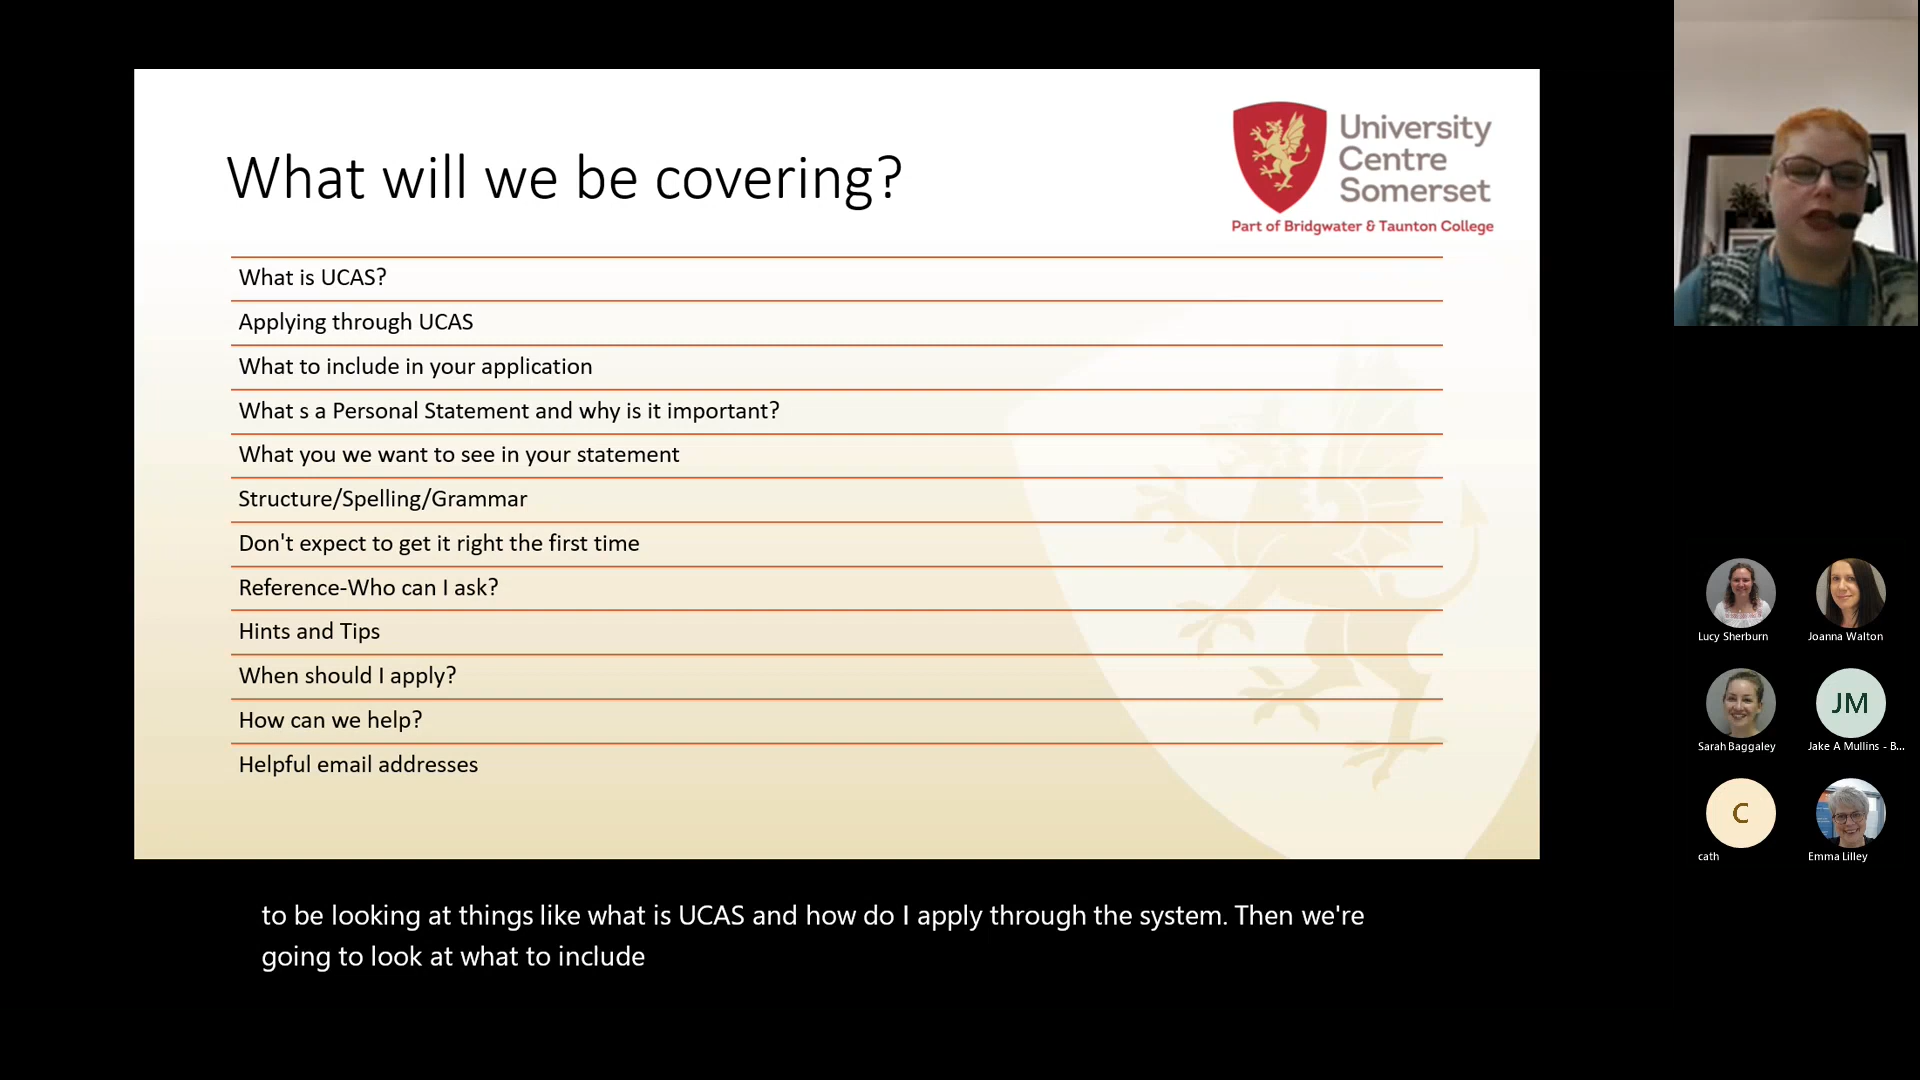 What will we be covering?
University
Centre
Somerset
Part of Bridgwater & Taunton College
What is UCAS?
Applying through UCAS
What to include in your application
What s a Personal Statement and why is it important?
What you we want to see in your statement
Structure/Spelling/Grammar
Don't expect to get it right the first time
Reference-Who can I ask?
Hints and Tips
When should I apply?
How can we help?
Helpful email addresses
Lucy Sherburn
Joanna Walton
JM
Sarah Baggaley
Jake A Mullins - B...
C
cath
Emma Lilley
to be looking at things like what is UCAS and how do I apply through the system. Then we're
going to look at what to include